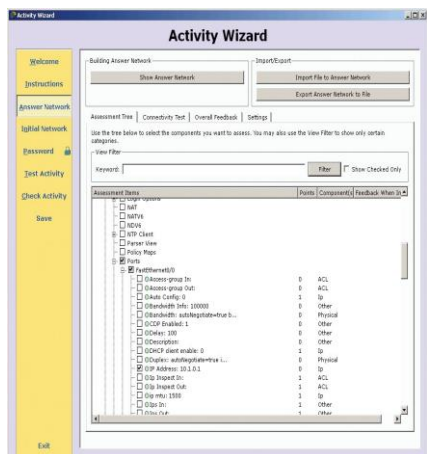 Activity Wizard
Activity Wizard
Welcome
Instructions
Answer Network
Initial Network
Password
Test Activity
Check Activity
Save
Exit
Building Answer Network
Show Answer Network
Import/Export
Import File to Answer Network
Export Answer Network to File
Assessment Tree Connectivity Test Overall Feedback Settings
Use the tree below to select the components you want to assess. You may also use the View Filter to show only certain
categories.
View Filter
Keyword: Filter Show Checked Only
Assessment Items Points Component(s) Feedback When In
Login Options
NAT
NATV6
NDV6
NTP Client
Parser View
Policy Maps
Ports
FastEthernet0/0
Access-group In: 0 ACL
Access-group Out: 0 ACL
Auto Config: 0 1 Ip
Bandwidth Info: 100000 0 Other
Bandwidth: autoNegotiate=true b... 0 Physical
CDP Enabled: 1 0 Other
Delay: 100 0 Other
Description: 0 Other
DHCP client enable: 0 1 Ip
Duplex: autoNegotiate=true i... 0 Physical
IP Address: 10.1.0.1 0 Ip
Ip Inspect In: 1 ACL
Ip Inspect Out: 1 ACL
Ip mtu: 1500 1 Ip
Ips In: 1 Other
Ips Out: 1 Other